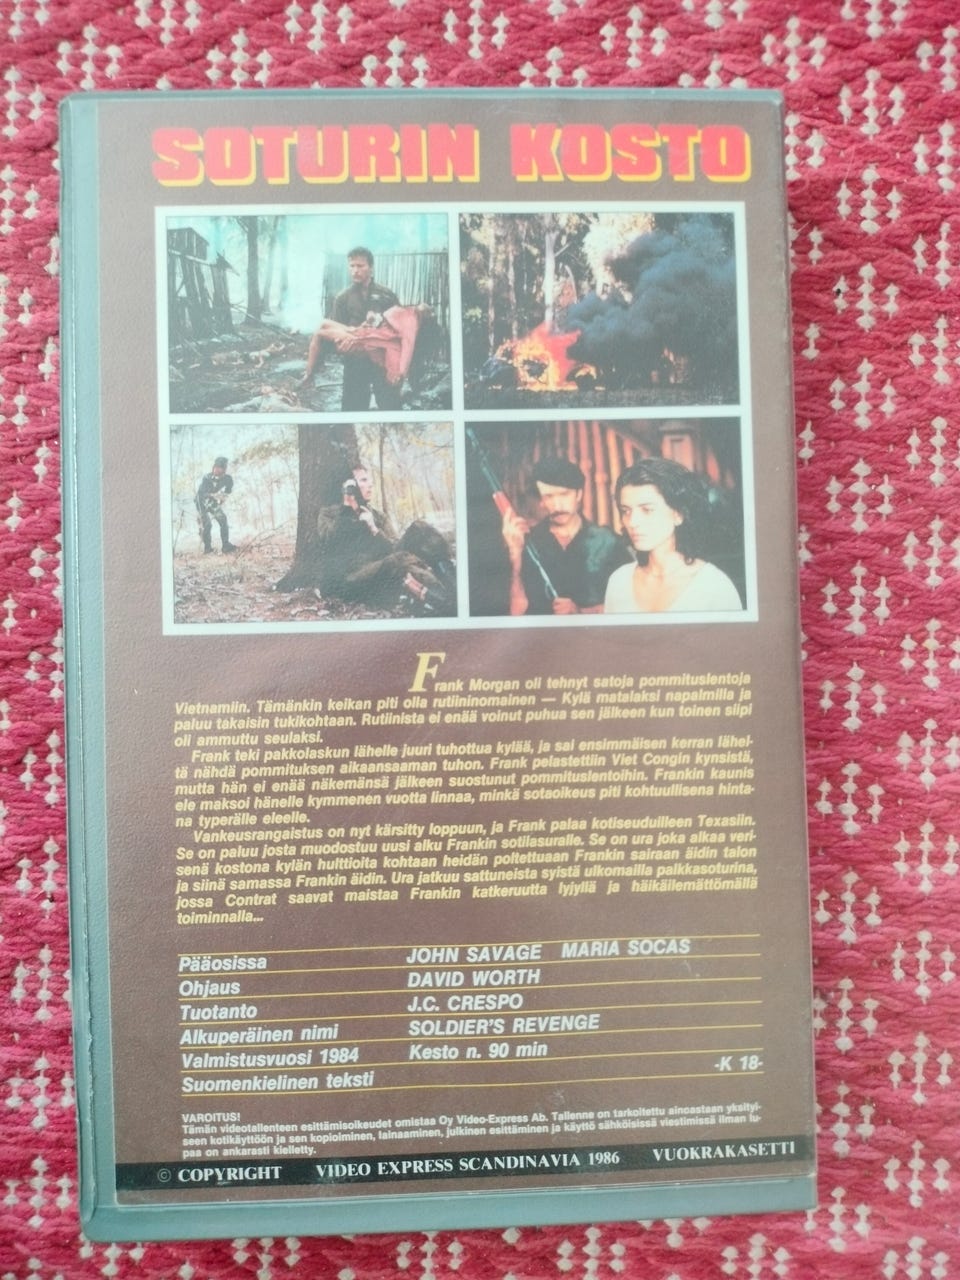 SOTURIN KOSTO
Frank Morgan oli tehnyt satoja pommituslentoja
Vietnamiin. Tämänkin keikan piti olla rutiininomainen — Kylä matalaksi napalmilla ja
paluu takaisin tukikohtaan. Rutiinista ei enää voinut puhua sen jälkeen kun toinen siipi
oli ammuttu seulaksi.
Frank teki pakkolaskun lähelle juuri tuhottua kylää, ja sai ensimmäisen kerran lähel-
tä nähdä pommituksen aikaansaaman tuhon. Frank pelastettiin Viet Congin kynsistä,
mutta hän ei enää näkemänsä jälkeen suostunut pommituslentoihin. Frankin kaunis
ele maksoi hänelle kymmenen vuotta linnaa, minkä sotaoikeus piti kohtuullisena hinta-
na typerälle eleelle.
Vankeusrangaistus on nyt kärsitty loppuun, ja Frank palaa kotiseuduilleen Texasiin.
Se on paluu josta muodostuu uusi alku Frankin sotilasuralle. Se on ura joka alkaa veri-
senä kostona kylän hulttioita kohtaan heidän poltettuaan Frankin sairaan äidin talon
ja siinä samassa Frankin äidin. Ura jatkuu sattuneista syistä ulkomailla palkkasoturina,
jossa Contrat saavat maistaa Frankin katkeruutta lyijyllä ja häikäilemättömällä
toiminnalla...
Pääosissa JOHN SAVAGE MARIA SOCAS
Ohjaus DAVID WORTH
Tuotanto J.C. CRESPO
Alkuperäinen nimi SOLDIER'S REVENGE
Valmistusvuosi 1984 Kesto n. 90 min
Suomenkielinen teksti -K 18-
VAROITUS!
Tämän videotallenteen esittämisoikeudet omistaa Oy Video-Express Ab. Tallenne on tarkoitettu ainoastaan yksityi-
seen kotikäyttöön ja sen kopioiminen, lainaaminen, julkinen esittäminen ja käyttö sähköisissä viestimissä ilman lu-
paa on ankarasti kielletty.
© COPYRIGHT VIDEO EXPRESS SCANDINAVIA 1986 VUOKRAKASETTI